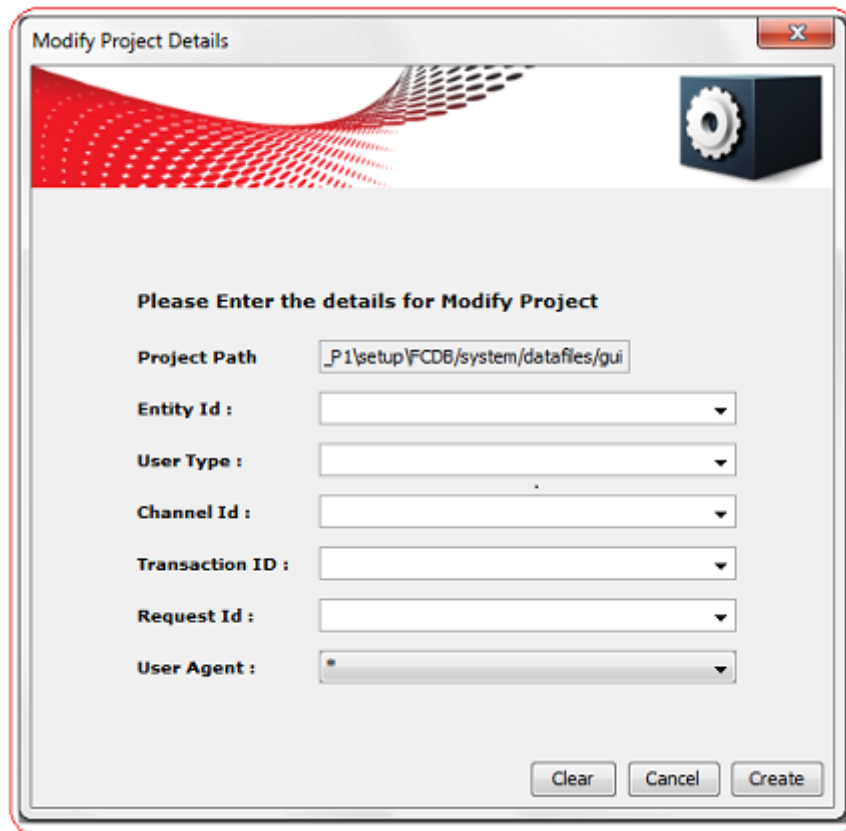 Modify Project Details
Please Enter the details for Modify Project
Project Path _P1\setup\FCDB/system/datafiles/gui
Entity Id :
User Type :
Channel Id :
Transaction ID :
Request Id :
User Agent : *
Clear Cancel Create